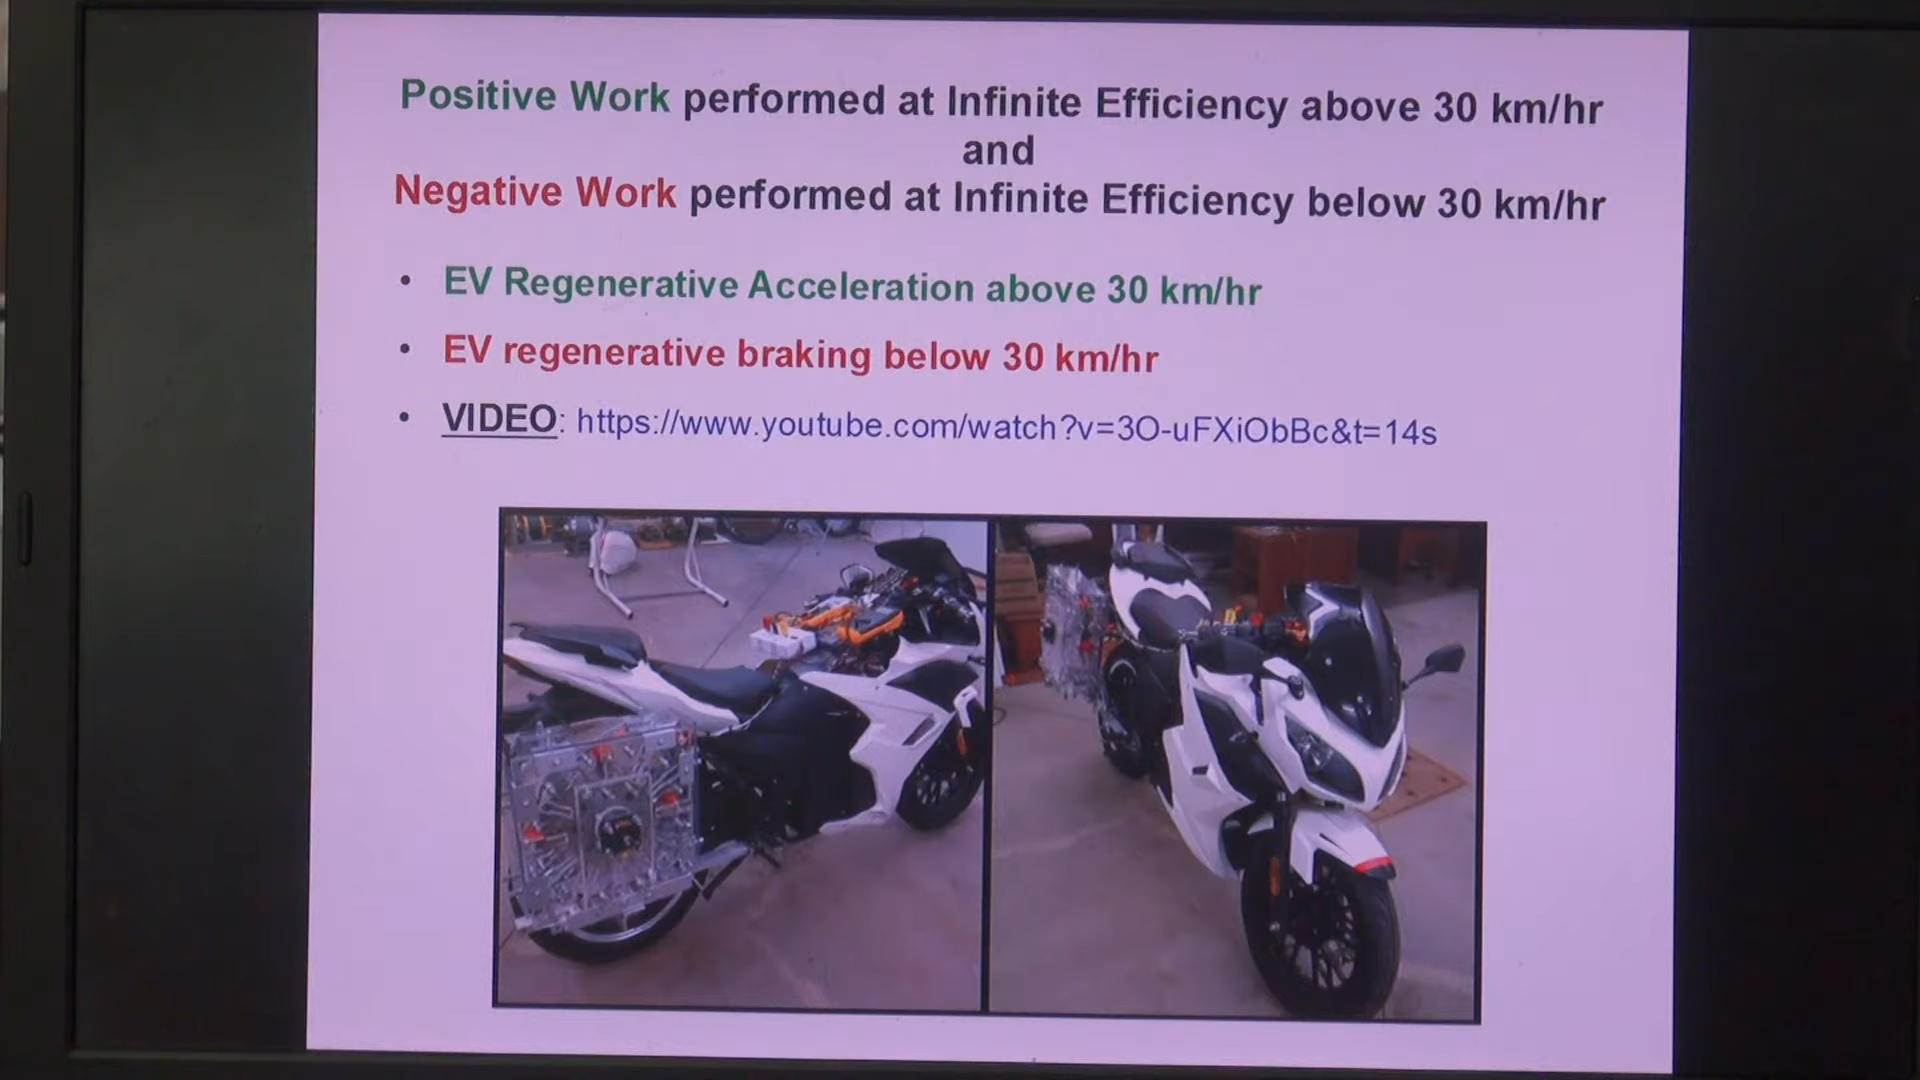 Positive Work performed at Infinite Efficiency above 30 km/hr
and
Negative Work performed at Infinite Efficiency below 30 km/hr
• EV Regenerative Acceleration above 30 km/hr
• EV regenerative braking below 30 km/hr
• VIDEO: https://www.youtube.com/watch?v=3O-uFXiObBc&t=14s